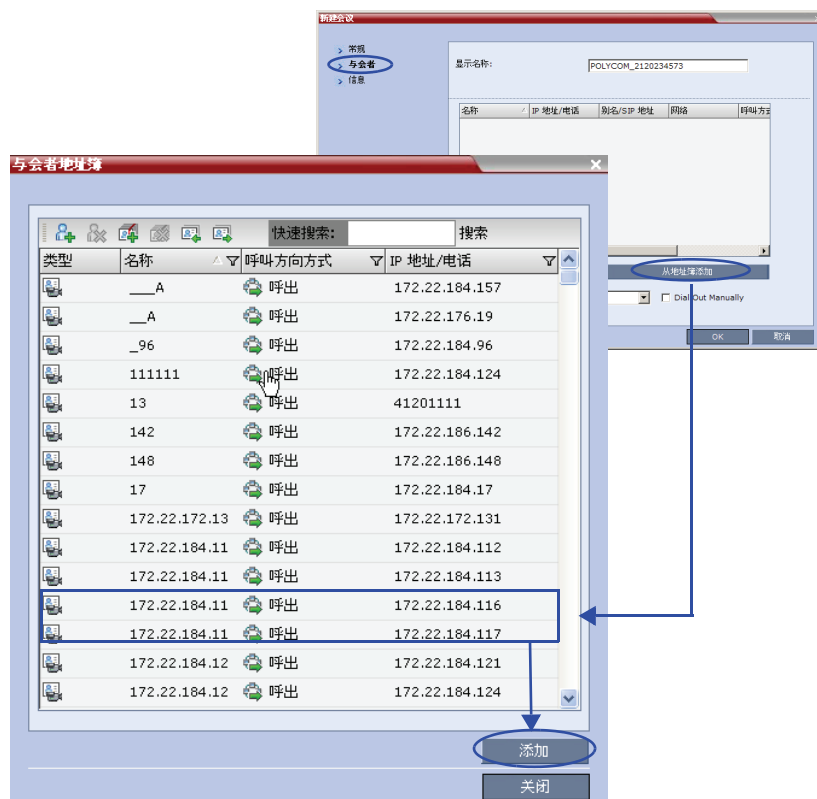 新建会议
常规
与会者
信息
显示名称:
POLYCOM_2120234573
名称 IP 地址/电话 别名/SIP 地址 网络 呼叫方式
从地址簿添加
Dial Out Manually
OK 取消
与会者地址簿
快速搜索: 搜索
类型 名称 呼叫方向方式 IP 地址/电话
___A 呼出 172.22.184.157
__A 呼出 172.22.176.19
_96 呼出 172.22.184.96
111111 呼出 172.22.184.124
13 呼出 41201111
142 呼出 172.22.186.142
148 呼出 172.22.186.148
17 呼出 172.22.184.17
172.22.172.13 呼出 172.22.172.131
172.22.184.11 呼出 172.22.184.112
172.22.184.11 呼出 172.22.184.113
172.22.184.11 呼出 172.22.184.116
172.22.184.11 呼出 172.22.184.117
172.22.184.12 呼出 172.22.184.121
172.22.184.12 呼出 172.22.184.124
添加
关闭